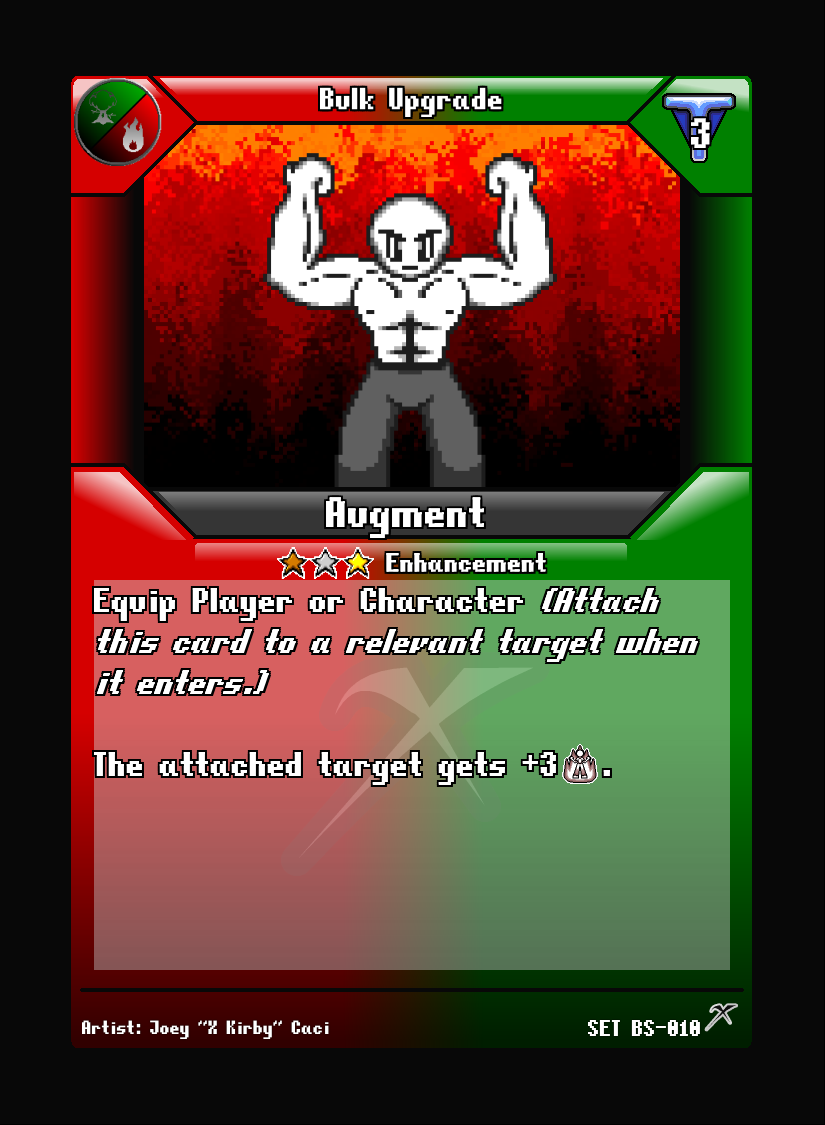 Bulk Upgrade
3
Augment
Enhancement
Equip Player or Character (Attach
this card to a relevant target when
it enters.)
The attached target gets +3.
Artist: Joey "X Kirby" Caci
SET BS-010